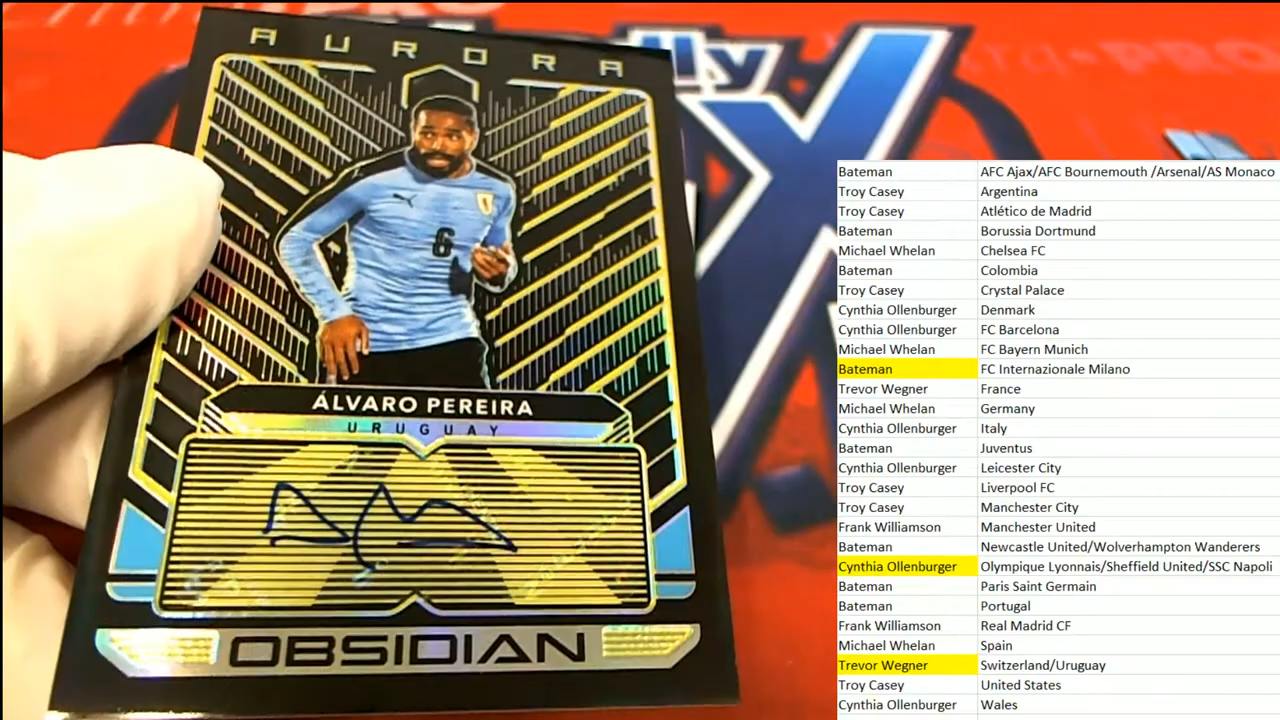 AURORA
6
ÁLVARO PEREIRA
URUGUAY
OBSIDIAN
lly
X
PRO
Bateman AFC Ajax/AFC Bournemouth /Arsenal/AS Monaco
Troy Casey Argentina
Troy Casey Atlético de Madrid
Bateman Borussia Dortmund
Michael Whelan Chelsea FC
Bateman Colombia
Troy Casey Crystal Palace
Cynthia Ollenburger Denmark
Cynthia Ollenburger FC Barcelona
Michael Whelan FC Bayern Munich
Bateman FC Internazionale Milano
Trevor Wegner France
Michael Whelan Germany
Cynthia Ollenburger Italy
Bateman Juventus
Cynthia Ollenburger Leicester City
Troy Casey Liverpool FC
Troy Casey Manchester City
Frank Williamson Manchester United
Bateman Newcastle United/Wolverhampton Wanderers
Cynthia Ollenburger Olympique Lyonnais/Sheffield United/SSC Napoli
Bateman Paris Saint Germain
Bateman Portugal
Frank Williamson Real Madrid CF
Michael Whelan Spain
Trevor Wegner Switzerland/Uruguay
Troy Casey United States
Cynthia Ollenburger Wales